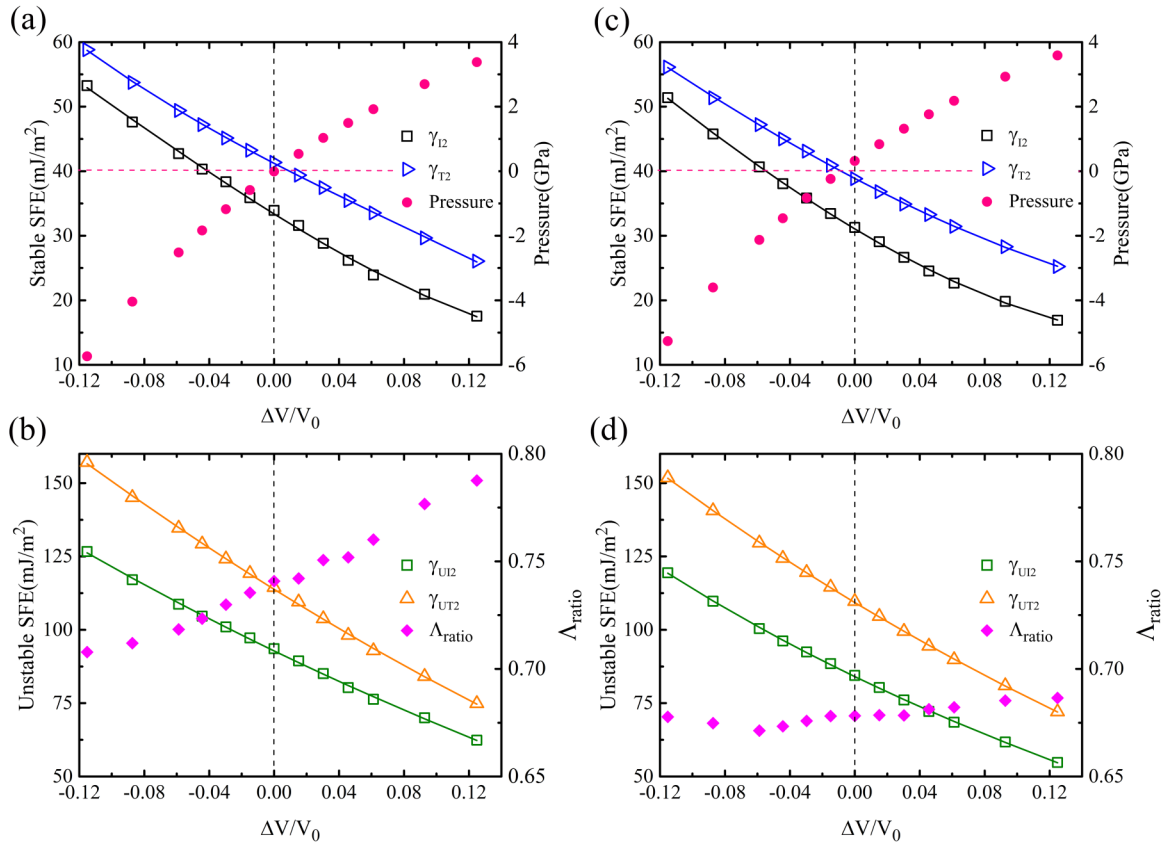 (a)
Stable SFE(mJ/m²)
60
50
40
30
20
10
4
2
0
-2
-4
-6
Pressure(GPa)
γI2
γT2
Pressure
-0.12 -0.08 -0.04 0.00 0.04 0.08 0.12
ΔV/V0
(c)
Stable SFE(mJ/m²)
60
50
40
30
20
10
4
2
0
-2
-4
-6
Pressure(GPa)
γI2
γT2
Pressure
-0.12 -0.08 -0.04 0.00 0.04 0.08 0.12
ΔV/V0
(b)
Unstable SFE(mJ/m²)
150
125
100
75
50
0.80
0.75
0.70
0.65
Λratio
γUI2
γUT2
Λratio
-0.12 -0.08 -0.04 0.00 0.04 0.08 0.12
ΔV/V0
(d)
Unstable SFE(mJ/m²)
150
125
100
75
50
0.80
0.75
0.70
0.65
Λratio
γUI2
γUT2
Λratio
-0.12 -0.08 -0.04 0.00 0.04 0.08 0.12
ΔV/V0